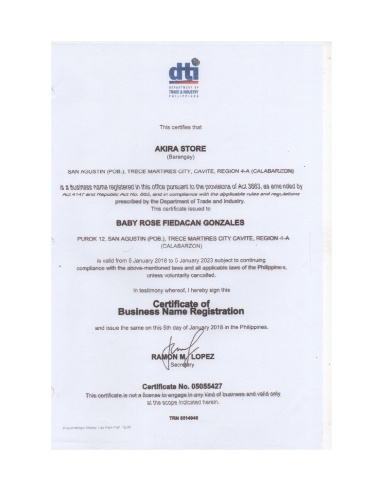 dti
DEPARTMENT OF
TRADE & INDUSTRY
PHILIPPINES
This certifies that
AKIRA STORE
(Barangay)
SAN AGUSTIN (POB.), TRECE MARTIRES CITY, CAVITE, REGION 4-A (CALABARZON)
is a business name registered in this office pursuant to the provisions of Act 3883, as amended by
Act 4147 and Republic Act No. 863, and in compliance with the applicable rules and regulations
prescribed by the Department of Trade and Industry.
This certificate issued to
BABY ROSE FIEDACAN GONZALES
PUROK 12, SAN AGUSTIN (POB.), TRECE MARTIRES CITY CAVITE, REGION 4-A
(CALABARZON)
is valid from 5 January 2018 to 5 January 2023 subject to continuing
compliance with the above-mentioned laws and all applicable laws of the Philippines,
unless voluntarily cancelled.
In testimony whereof, I hereby sign this
Certificate of
Business Name Registration
and issue the same on this 5th day of January 2018 in the Philippines.
RAMON M. LOPEZ
Secretary
Certificate No. 05055427
This certificate is not a license to engage in any kind of business and valid only
at the scope indicated herein.